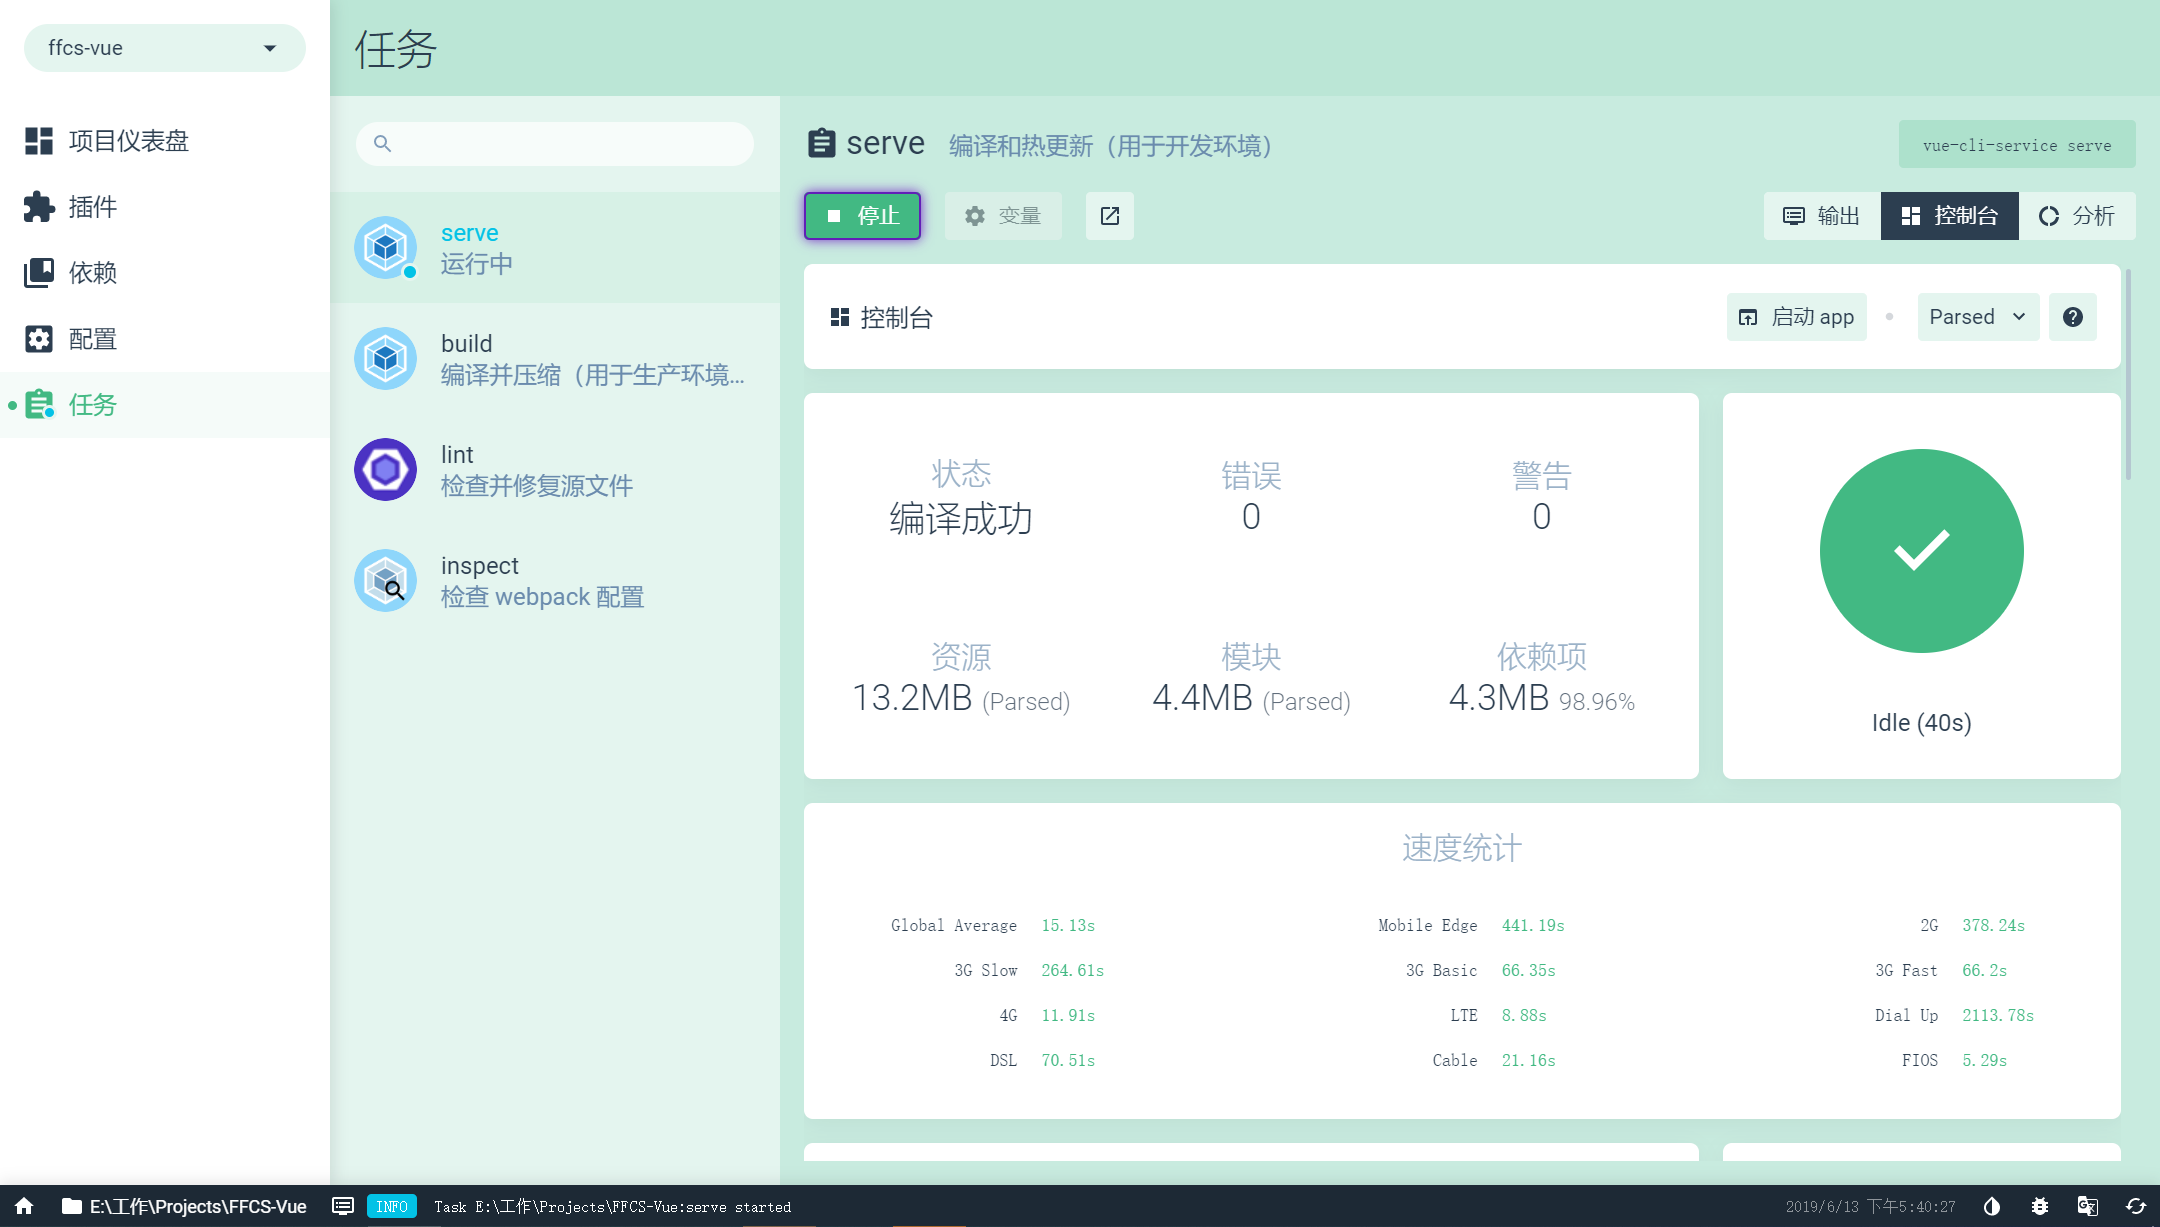 ffcs-vue
任务
项目仪表盘
插件
依赖
配置
任务
serve
运行中
build
编译并压缩（用于生产环境...
lint
检查并修复源文件
inspect
检查 webpack 配置
serve 编译和热更新（用于开发环境）
vue-cli-service serve
停止 变量
输出 控制台 分析
控制台
启动 app Parsed
状态 错误 警告
编译成功 0 0
资源 模块 依赖项
13.2MB (Parsed) 4.4MB (Parsed) 4.3MB 98.96%
Idle (40s)
速度统计
Global Average 15.13s Mobile Edge 441.19s 2G 378.24s
3G Slow 264.61s 3G Basic 66.35s 3G Fast 66.2s
4G 11.91s LTE 8.88s Dial Up 2113.78s
DSL 70.51s Cable 21.16s FIOS 5.29s
E:\工作\Projects\FFCS-Vue INFO Task E:\工作\Projects\FFCS-Vue:serve started 2019/6/13 下午5:40:27